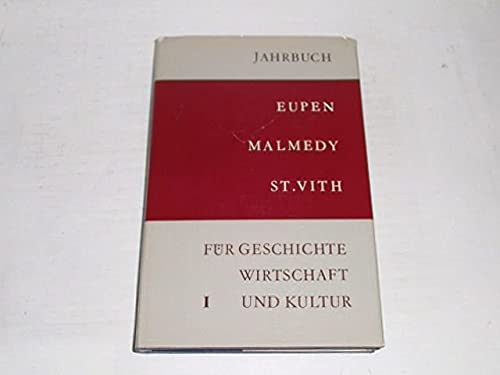 JAHRBUCH
EUPEN
MALMEDY
ST.VITH
FÜR GESCHICHTE
WIRTSCHAFT
I UND KULTUR